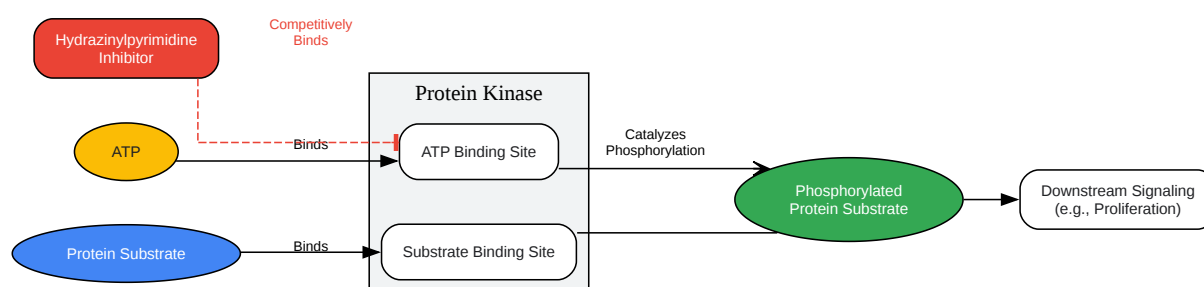 Hydrazinylpyrimidine
Inhibitor
Competitively
Binds
Protein Kinase
ATP
Binds
ATP Binding Site
Catalyzes
Phosphorylation
Protein Substrate
Binds
Substrate Binding Site
Phosphorylated
Protein Substrate
Downstream Signaling
(e.g., Proliferation)